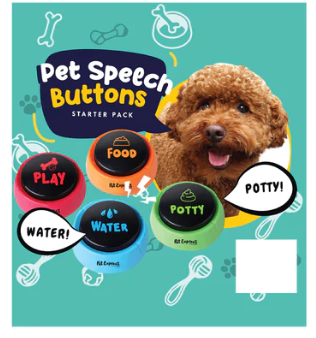 Pet Speech
Buttons
STARTER PACK
FOOD
PLAY
POTTY!
POTTY
WATER!
WATER